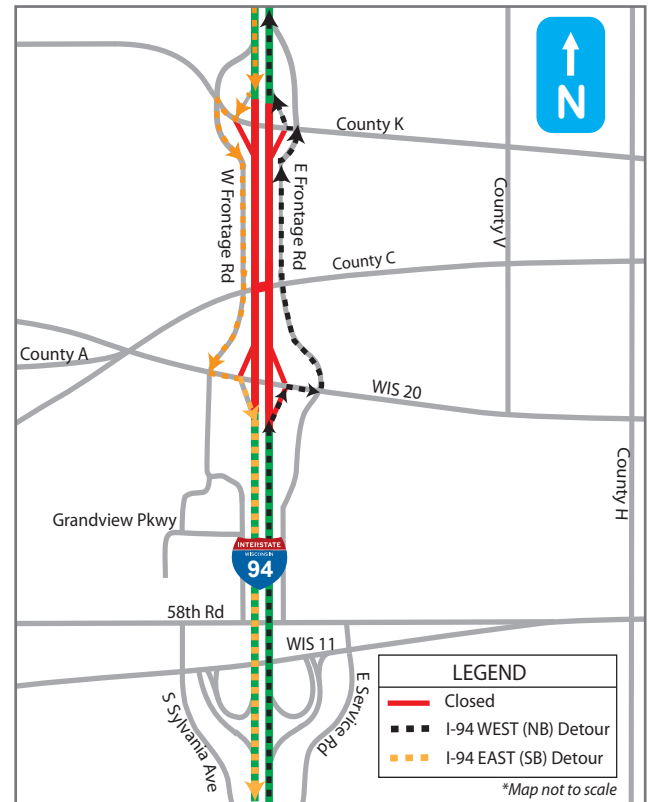 N
County K
W Frontage Rd
E Frontage Rd
County V
County C
County A
WIS 20
County H
Grandview Pkwy
INTERSTATE
WISCONSIN
94
58th Rd
WIS 11
S Sylvania Ave
E Service Rd
LEGEND
Closed
I-94 WEST (NB) Detour
I-94 EAST (SB) Detour
*Map not to scale